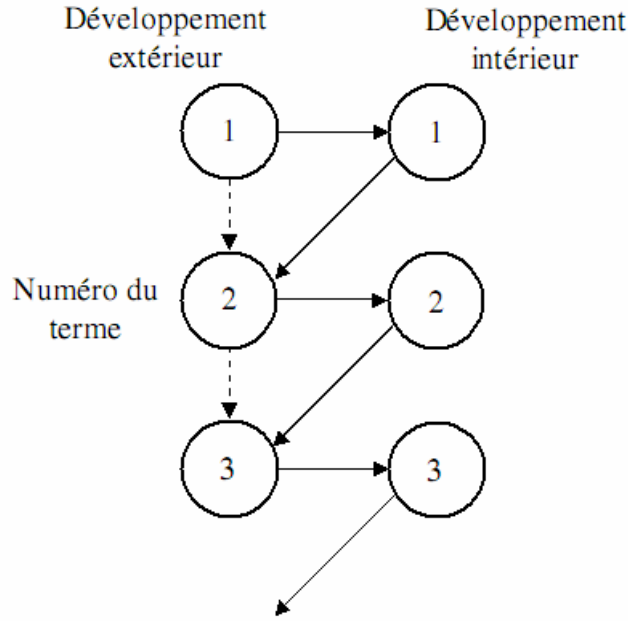 Développement
extérieur
Développement
intérieur
1
1
Numéro du
terme
2
2
3
3